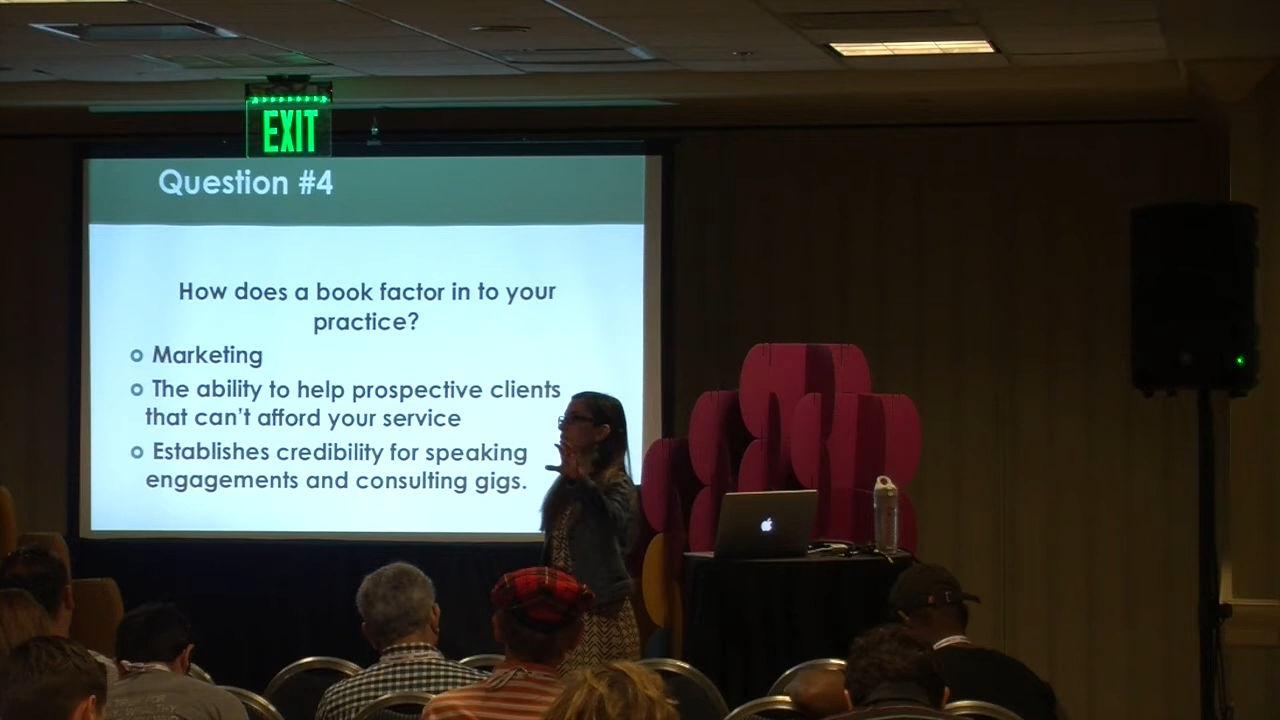 EXIT
Question #4
How does a book factor in to your
practice?
Marketing
The ability to help prospective clients
that can't afford your service
Establishes credibility for speaking
engagements and consulting gigs.